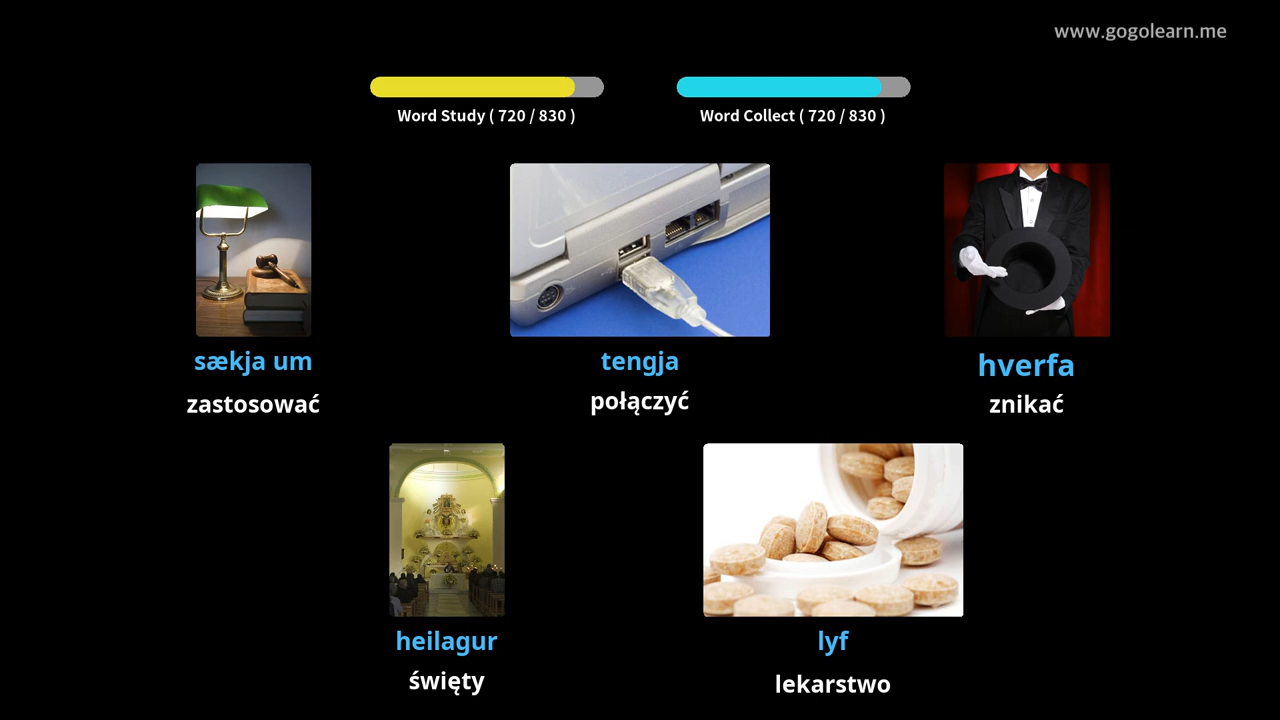 www.gogolearn.me
Word Study ( 720 / 830 )
Word Collect ( 720 / 830 )
sækja um
zastosować
tengja
połączyć
hverfa
znikać
heilagur
święty
lyf
lekarstwo